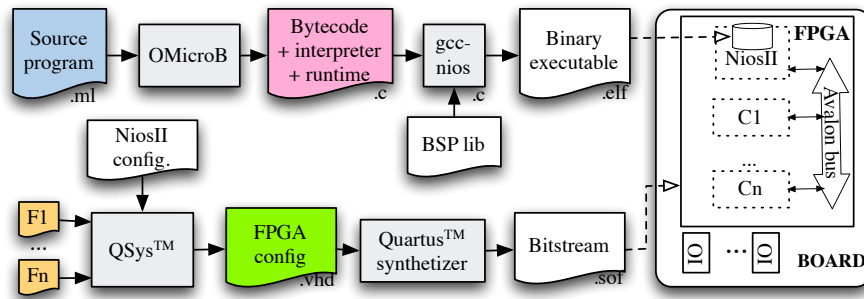 Source
program
.ml
OMicroB
Bytecode
+ interpreter
+ runtime
.c
gcc-
nios
.c
Binary
executable
.elf
BSP lib
NiosII
config.
F1
...
Fn
QSys™
FPGA
config
.vhd
Quartus™
synthetizer
Bitstream
.sof
FPGA
NiosII
C1
...
Cn
Avalon bus
IO
...
IO
BOARD